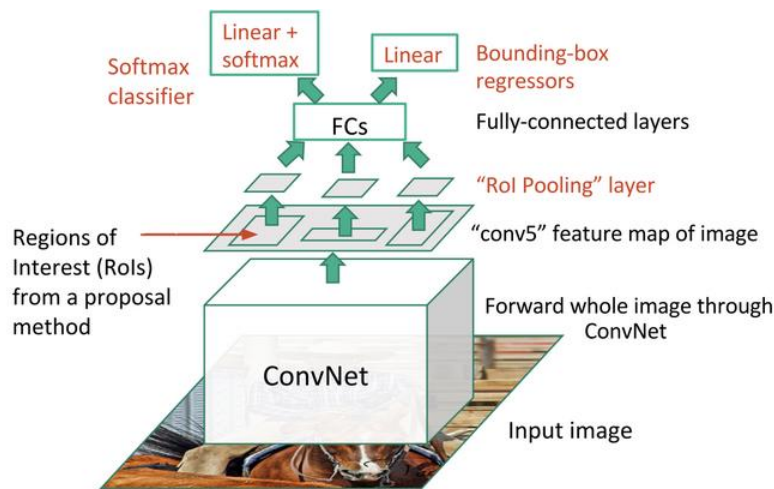 Linear +
softmax
Softmax
classifier
Linear
Bounding-box
regressors
FCs
Fully-connected layers
“RoI Pooling” layer
Regions of
Interest (RoIs)
from a proposal
method
“conv5” feature map of image
Forward whole image through
ConvNet
ConvNet
Input image